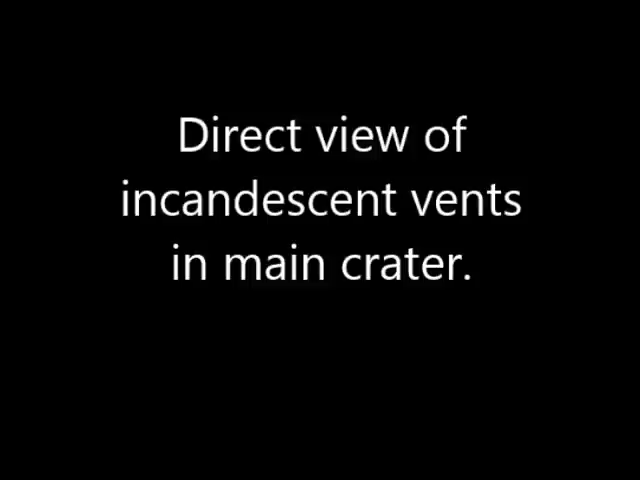 Direct view of
incandescent vents
in main crater.